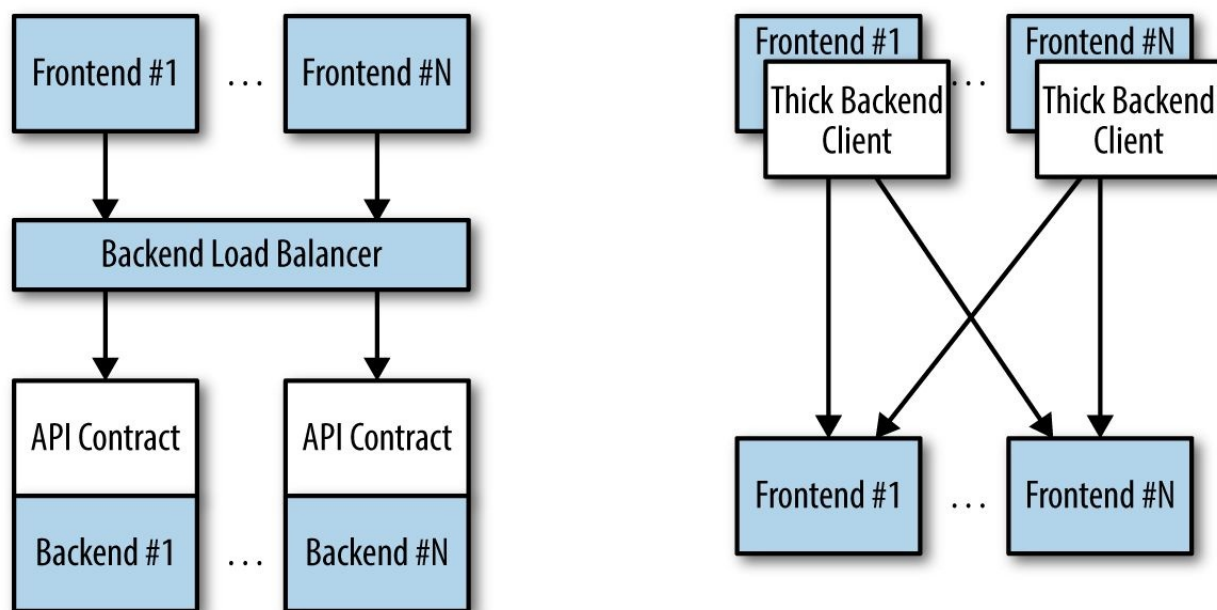 Frontend #1
...
Frontend #N
Backend Load Balancer
API Contract
API Contract
Backend #1
...
Backend #N
Frontend #1
...
Frontend #N
Thick Backend
Client
Thick Backend
Client
Frontend #1
...
Frontend #N